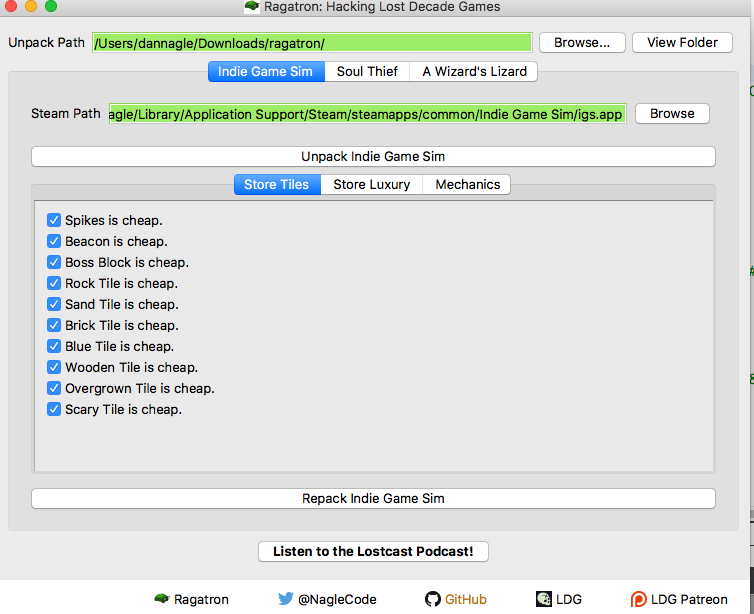 Ragatron: Hacking Lost Decade Games
Unpack Path /Users/dannagle/Downloads/ragatron/ Browse... View Folder
Indie Game Sim Soul Thief A Wizard's Lizard
Steam Path agle/Library/Application Support/Steam/steamapps/common/Indie Game Sim/igs.app Browse
Unpack Indie Game Sim
Store Tiles Store Luxury Mechanics
Spikes is cheap.
Beacon is cheap.
Boss Block is cheap.
Rock Tile is cheap.
Sand Tile is cheap.
Brick Tile is cheap.
Blue Tile is cheap.
Wooden Tile is cheap.
Overgrown Tile is cheap.
Scary Tile is cheap.
Repack Indie Game Sim
Listen to the Lostcast Podcast!
Ragatron @NagleCode GitHub LDG LDG Patreon